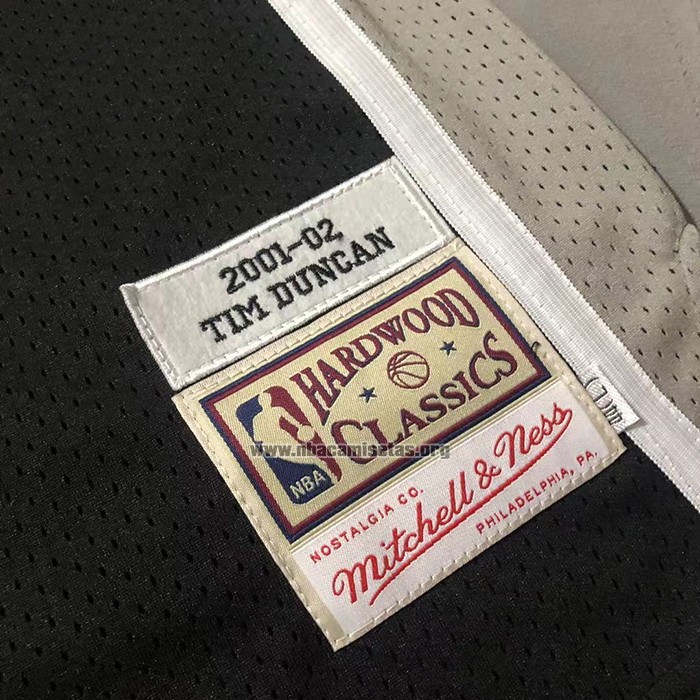 2001-02
TIM DUNCAN
HARDWOOD
CLASSICS
NBA
www.nbacamisetas.org
NOSTALGIA CO.
Mitchell & Ness
PHILADELPHIA, PA.